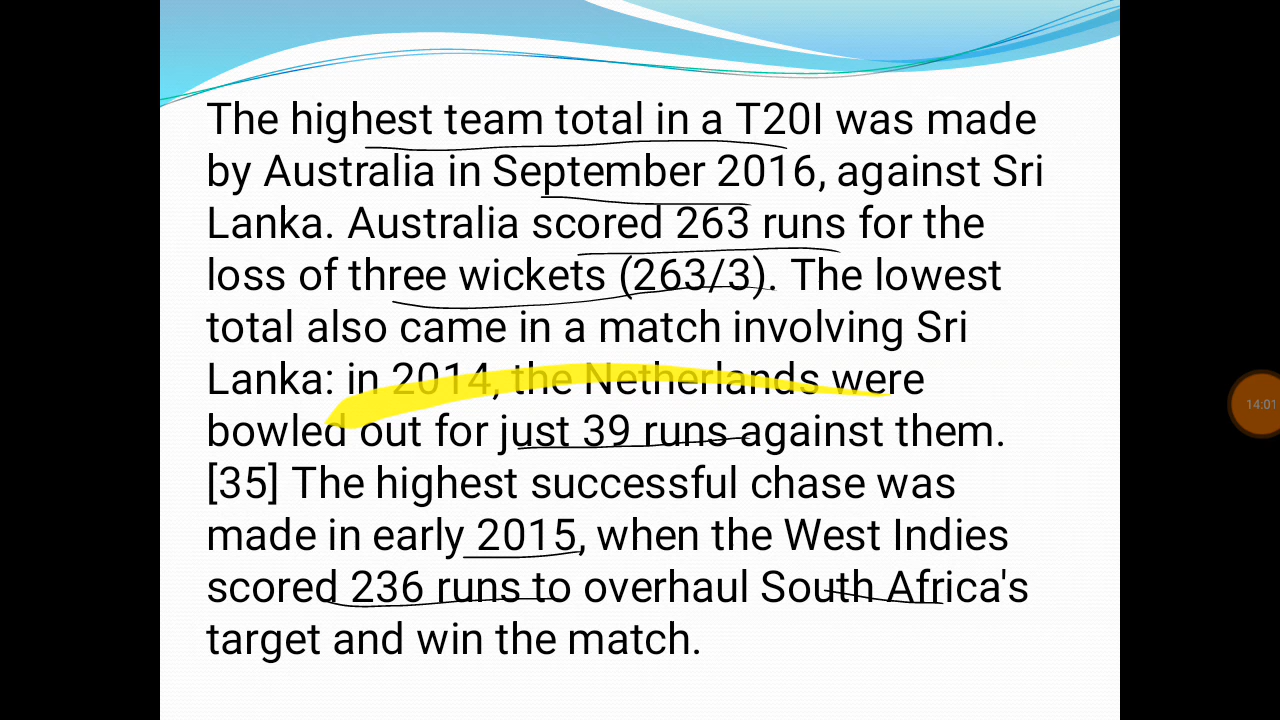 The highest team total in a T20I was made
by Australia in September 2016, against Sri
Lanka. Australia scored 263 runs for the
loss of three wickets (263/3). The lowest
total also came in a match involving Sri
Lanka: in 2014, the Netherlands were
bowled out for just 39 runs against them.
[35] The highest successful chase was
made in early 2015, when the West Indies
scored 236 runs to overhaul South Africa's
target and win the match.
14:01